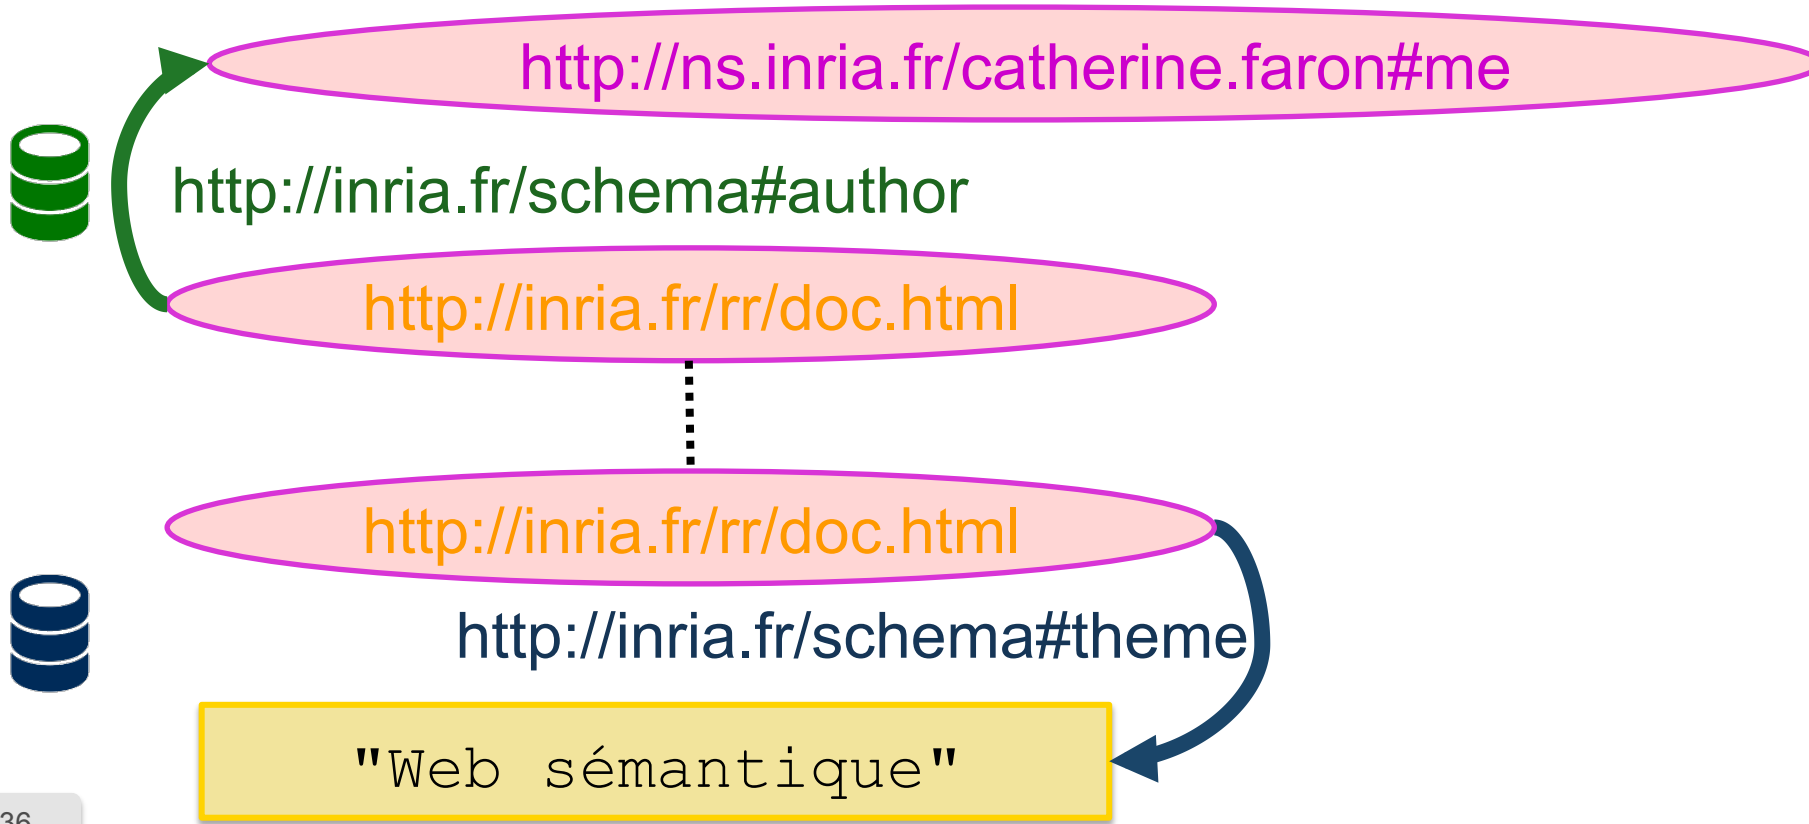 http://ns.inria.fr/catherine.faron#me
http://inria.fr/schema#author
http://inria.fr/rr/doc.html
http://inria.fr/rr/doc.html
http://inria.fr/schema#theme
"Web sémantique"
36